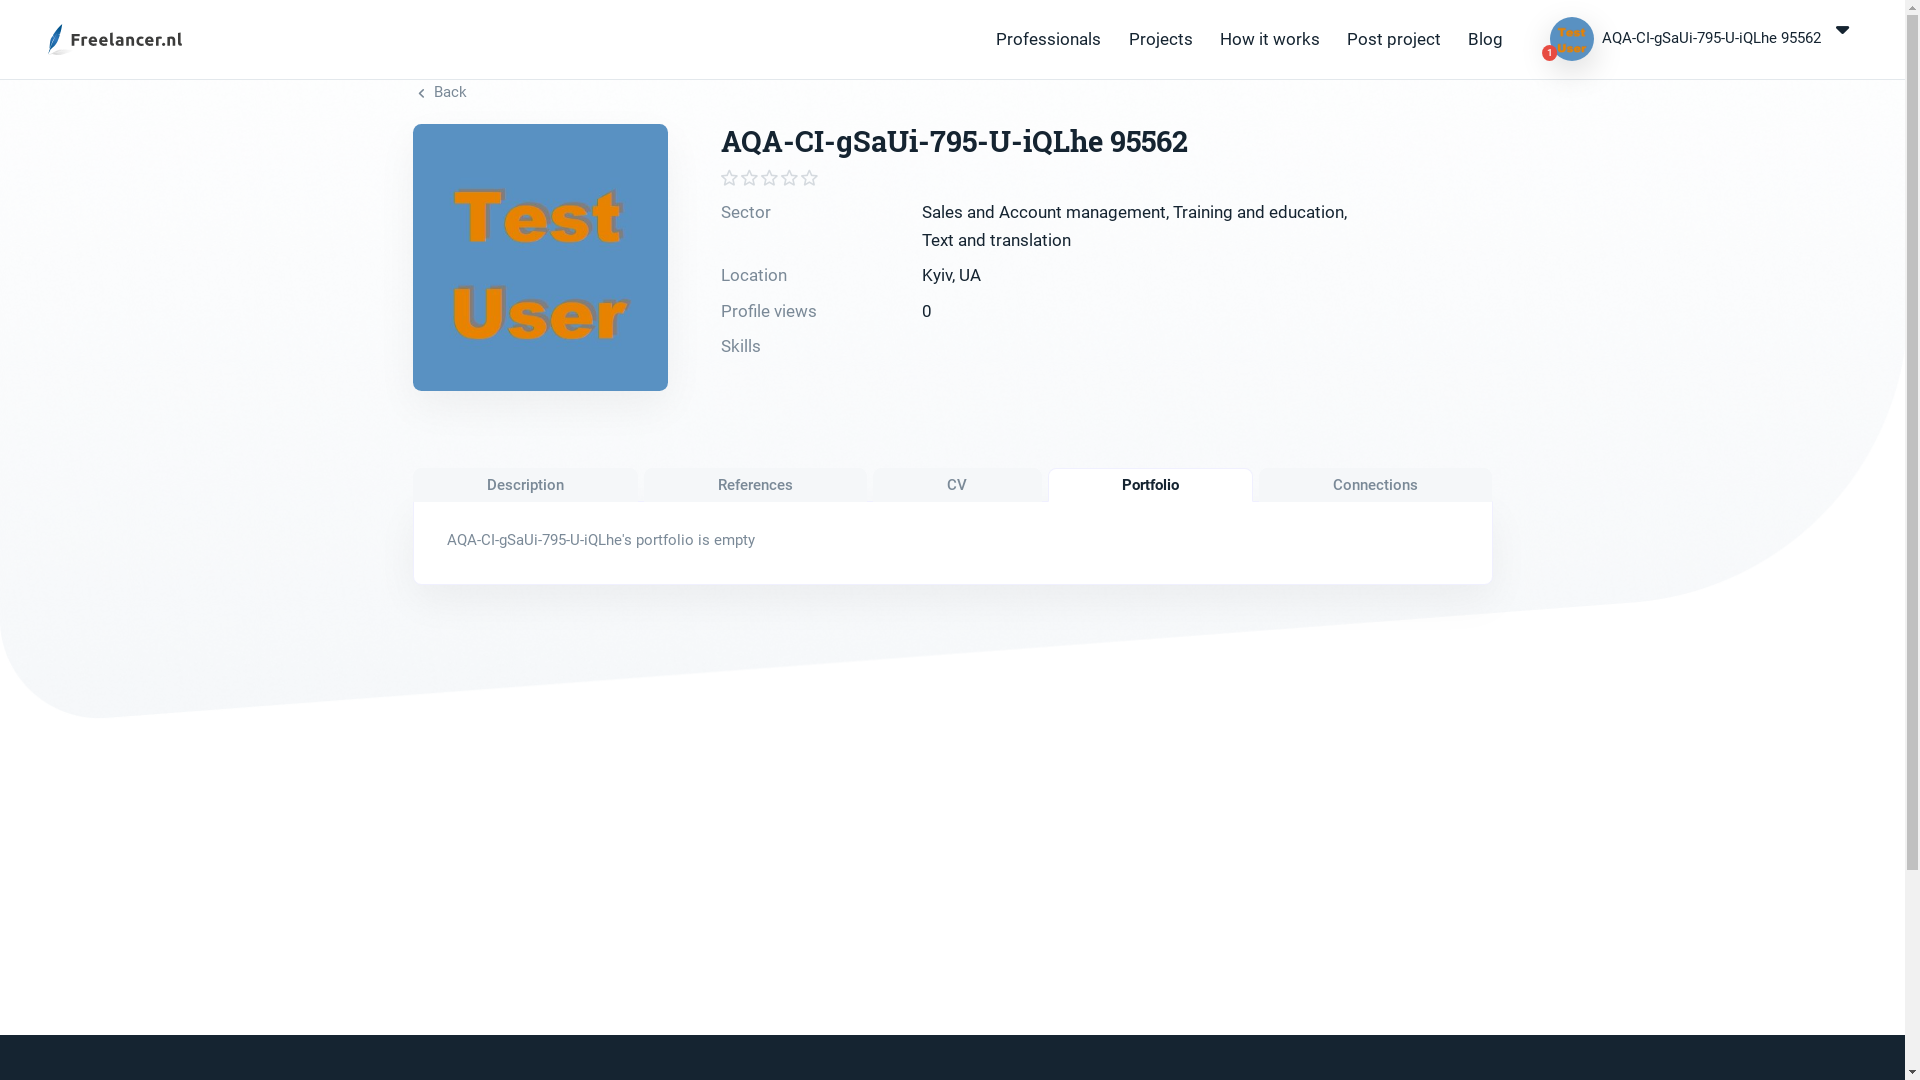 Freelancer.nl
Professionals
Projects
How it works
Post project
Blog
Test
User
1
AQA-CI-gSaUi-795-U-iQLhe 95562
Back
Test
User
AQA-CI-gSaUi-795-U-iQLhe 95562
Sector
Sales and Account management, Training and education,
Text and translation
Location
Kyiv, UA
Profile views
0
Skills
Description
References
CV
Portfolio
Connections
AQA-CI-gSaUi-795-U-iQLhe's portfolio is empty